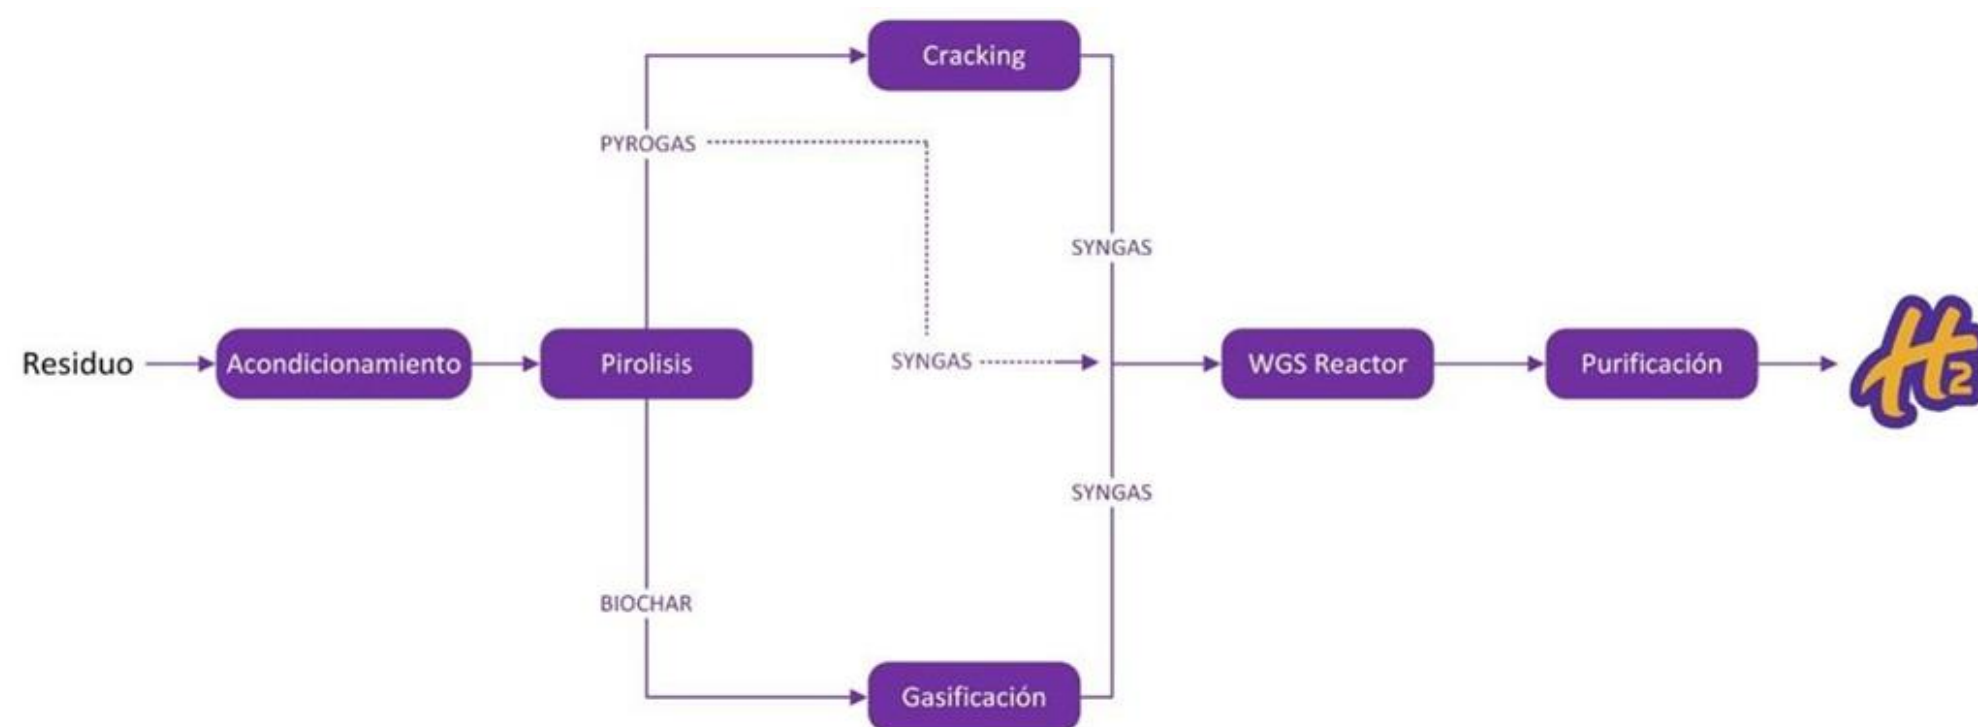 Cracking
PYROGAS
SYNGAS
Residuo
Acondicionamiento
Pirolisis
SYNGAS
WGS Reactor
Purificación
H2
SYNGAS
BIOCHAR
Gasificación